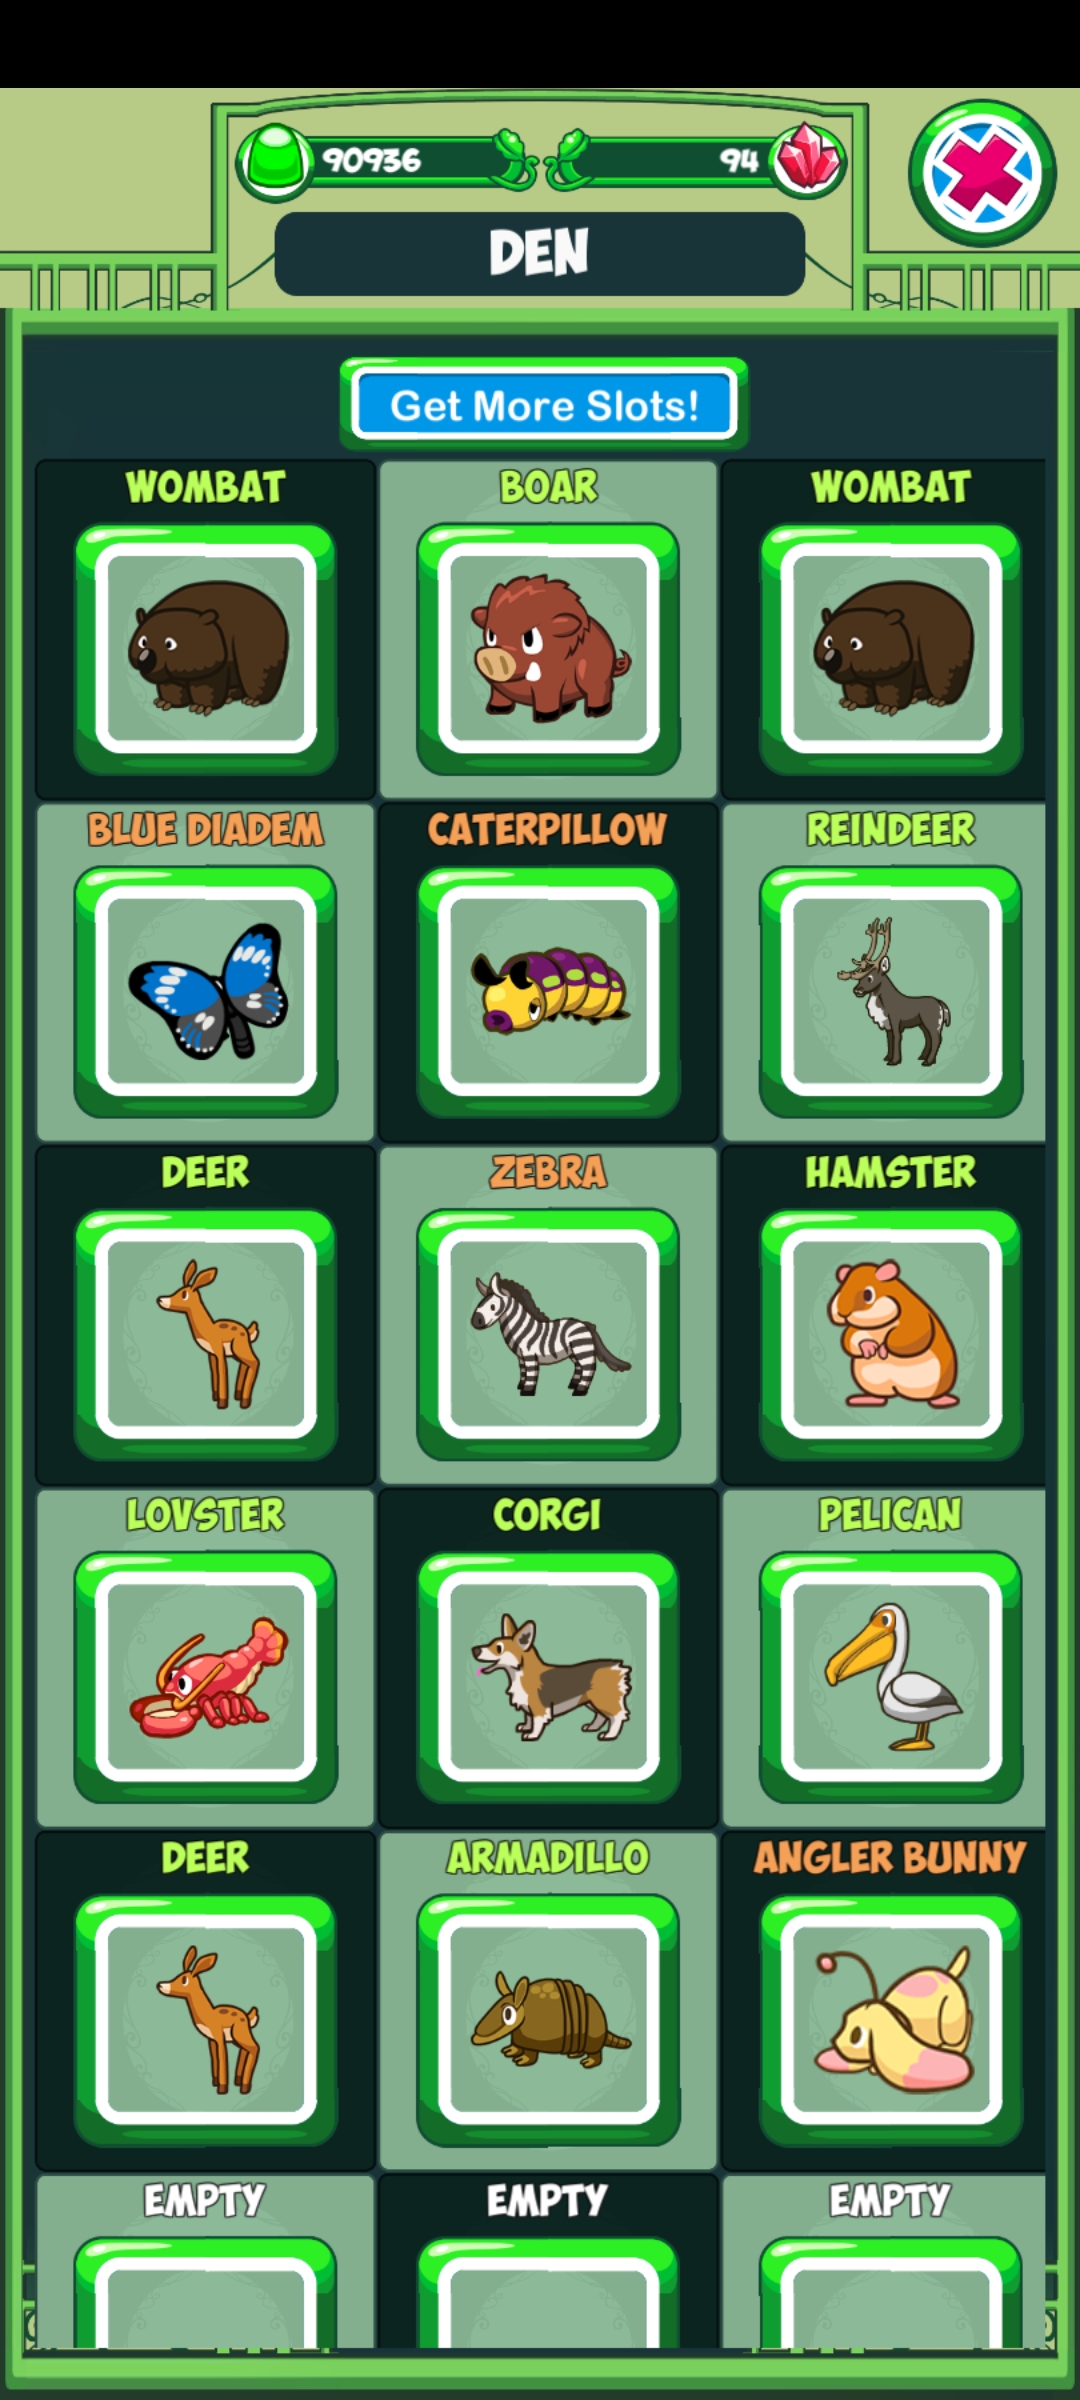 90936 94
DEN
Get More Slots!
WOMBAT BOAR WOMBAT
BLUE DIADEM CATERPILLOW REINDEER
DEER ZEBRA HAMSTER
LOVSTER CORGI PELICAN
DEER ARMADILLO ANGLER BUNNY
EMPTY EMPTY EMPTY